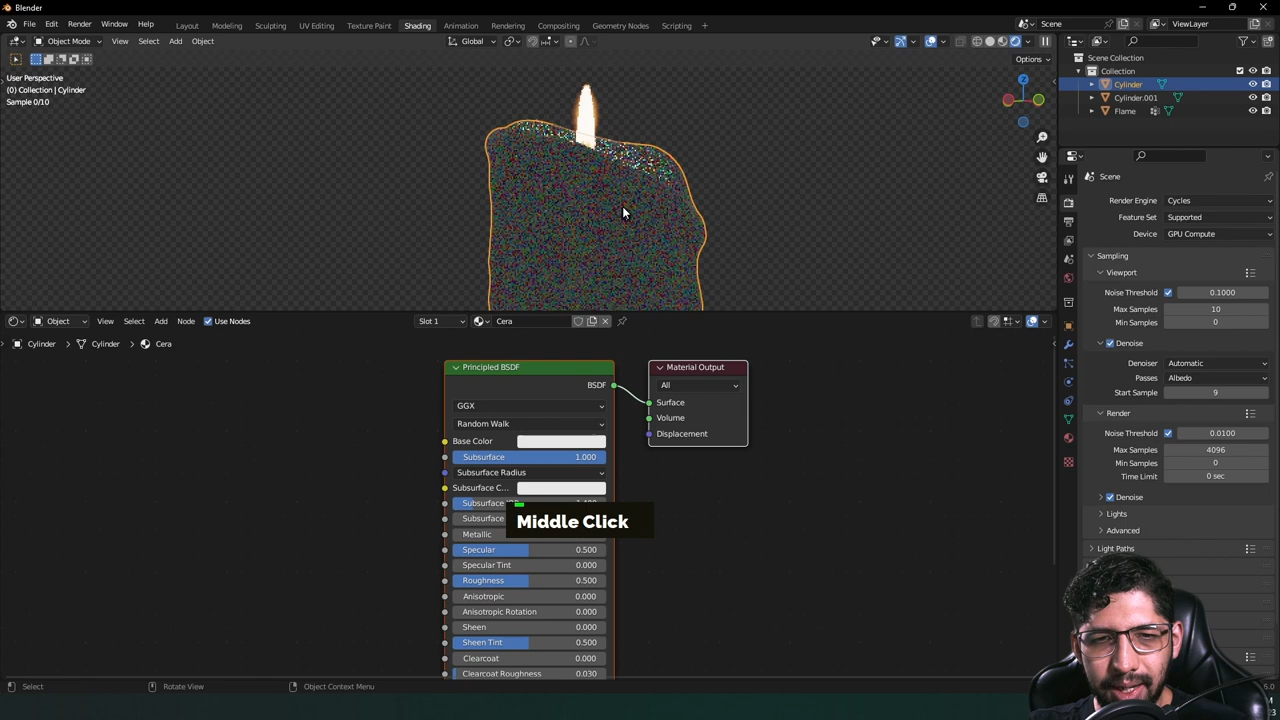 Blender
File Edit Render Window Help
Layout Modeling Sculpting UV Editing Texture Paint Shading Animation Rendering Compositing Geometry Nodes Scripting +
Scene ViewLayer
Object Mode View Select Add Object Global
Options
User Perspective
(0) Collection | Cylinder
Sample 0/10
Z
Scene Collection
Collection
Cylinder
Cylinder.001
Flame
Scene
Render Engine Cycles
Feature Set Supported
Device GPU Compute
Sampling
Viewport
Noise Threshold 0.1000
Max Samples 10
Min Samples 0
Denoise
Denoiser Automatic
Passes Albedo
Start Sample 9
Render
Noise Threshold 0.0100
Max Samples 4096
Min Samples 0
Time Limit 0 sec
Denoise
Lights
Advanced
Light Paths
Object View Select Add Node Use Nodes Slot 1 Cera
Cylinder Cylinder Cera
Principled BSDF
BSDF
GGX
Random Walk
Base Color
Subsurface 1.000
Subsurface Radius
Subsurface C...
Subsurface
Subsurface
Metallic
Specular 0.500
Specular Tint 0.000
Roughness 0.500
Anisotropic 0.000
Anisotropic Rotation 0.000
Sheen 0.000
Sheen Tint 0.500
Clearcoat 0.000
Clearcoat Roughness 0.030
Material Output
All
Surface
Volume
Displacement
Middle Click
Select Rotate View Object Context Menu